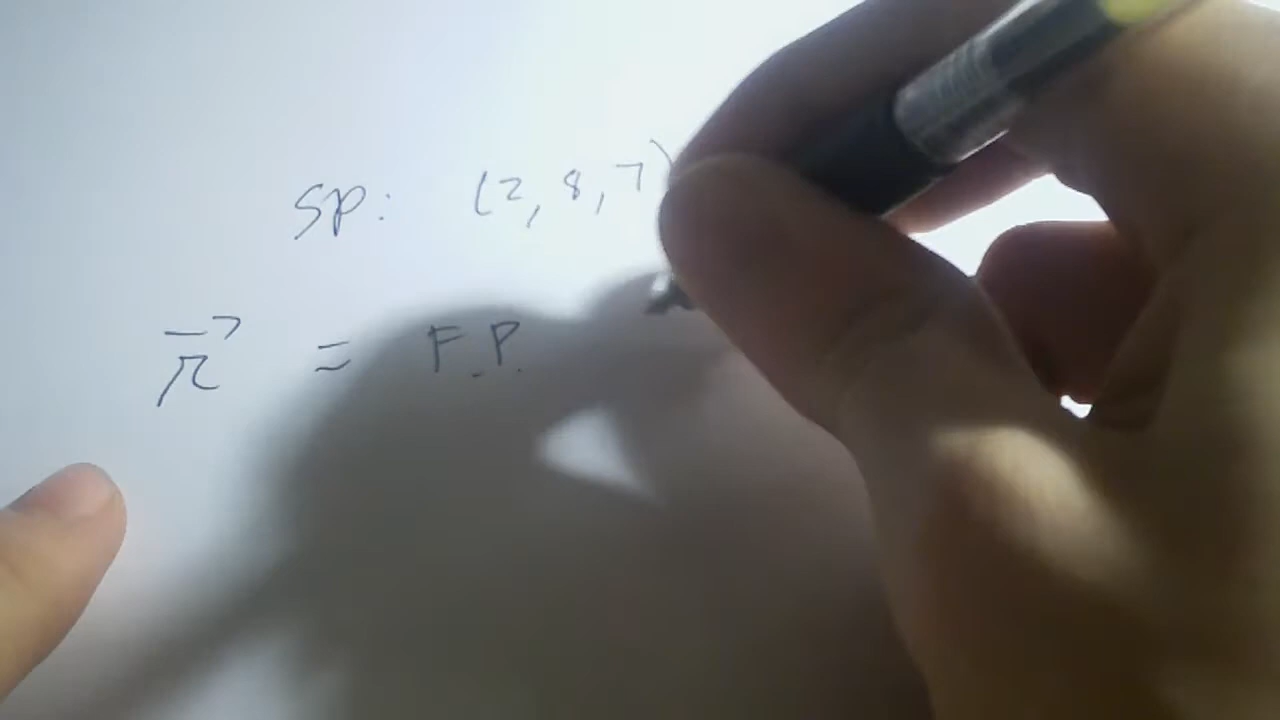 SP: (2, 8, 7)
r⃗ = F.P.